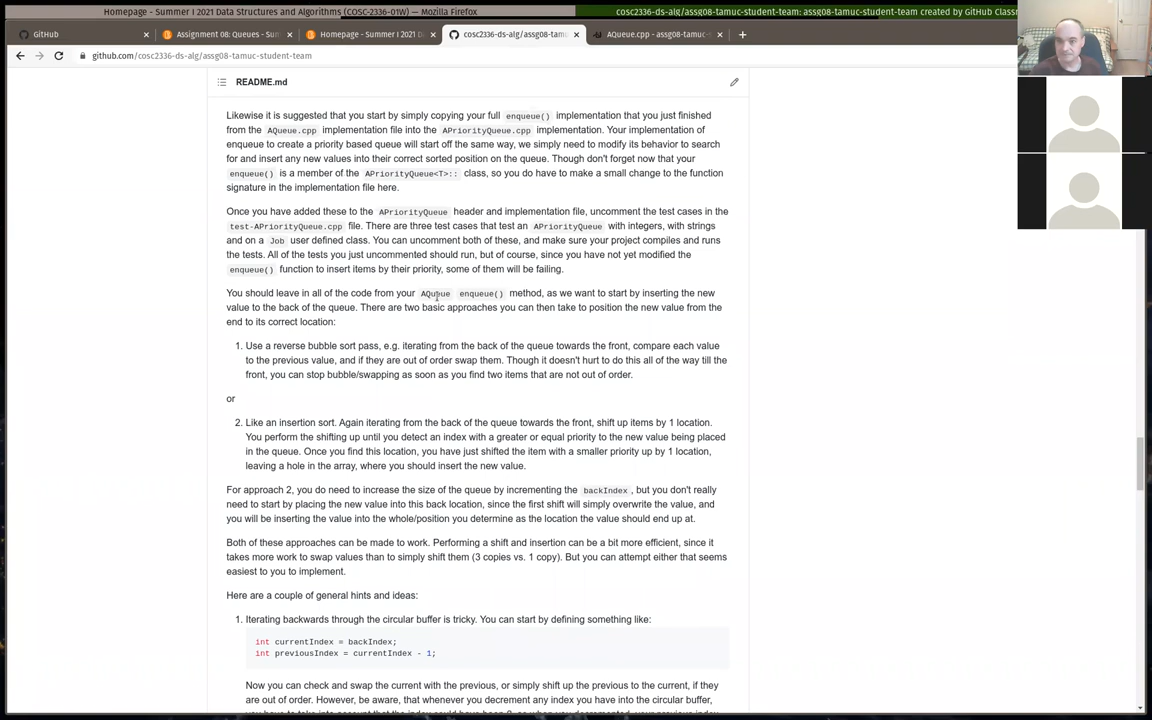 Homepage - Summer I 2021 Data Structures and Algorithms (COSC-2336-01W) — Mozilla Firefox
cosc2336-ds-alg/assg08-tamuc-student-team: assg08-tamuc-student-team created by GitHub Class
GitHub
Assignment 08: Queues - Sum
Homepage - Summer I 2021 D
cosc2336-ds-alg/assg08-tam
AQueue.cpp - assg08-tamuc-s
github.com/cosc2336-ds-alg/assg08-tamuc-student-team
README.md
Likewise it is suggested that you start by simply copying your full enqueue() implementation that you just finished
from the AQueue.cpp implementation file into the APriorityQueue.cpp implementation. Your implementation of
enqueue to create a priority based queue will start off the same way, we simply need to modify its behavior to search
for and insert any new values into their correct sorted position on the queue. Though don't forget now that your
enqueue() is a member of the APriorityQueue<T>:: class, so you do have to make a small change to the function
signature in the implementation file here.
Once you have added these to the APriorityQueue header and implementation file, uncomment the test cases in the
test-APriorityQueue.cpp file. There are three test cases that test an APriorityQueue with integers, with strings
and on a Job user defined class. You can uncomment both of these, and make sure your project compiles and runs
the tests. All of the tests you just uncommented should run, but of course, since you have not yet modified the
enqueue() function to insert items by their priority, some of them will be failing.
You should leave in all of the code from your AQueue enqueue() method, as we want to start by inserting the new
value to the back of the queue. There are two basic approaches you can then take to position the new value from the
end to its correct location:
1. Use a reverse bubble sort pass, e.g. iterating from the back of the queue towards the front, compare each value
to the previous value, and if they are out of order swap them. Though it doesn't hurt to do this all of the way till the
front, you can stop bubble/swapping as soon as you find two items that are not out of order.
or
2. Like an insertion sort. Again iterating from the back of the queue towards the front, shift up items by 1 location.
You perform the shifting up until you detect an index with a greater or equal priority to the new value being placed
in the queue. Once you find this location, you have just shifted the item with a smaller priority up by 1 location,
leaving a hole in the array, where you should insert the new value.
For approach 2, you do need to increase the size of the queue by incrementing the backIndex, but you don't really
need to start by placing the new value into this back location, since the first shift will simply overwrite the value, and
you will be inserting the value into the whole/position you determine as the location the value should end up at.
Both of these approaches can be made to work. Performing a shift and insertion can be a bit more efficient, since it
takes more work to swap values than to simply shift them (3 copies vs. 1 copy). But you can attempt either that seems
easiest to you to implement.
Here are a couple of general hints and ideas:
1. Iterating backwards through the circular buffer is tricky. You can start by defining something like:
int currentIndex = backIndex;
int previousIndex = currentIndex - 1;
Now you can check and swap the current with the previous, or simply shift up the previous to the current, if they
are out of order. However, be aware, that whenever you decrement any index you have into the circular buffer,